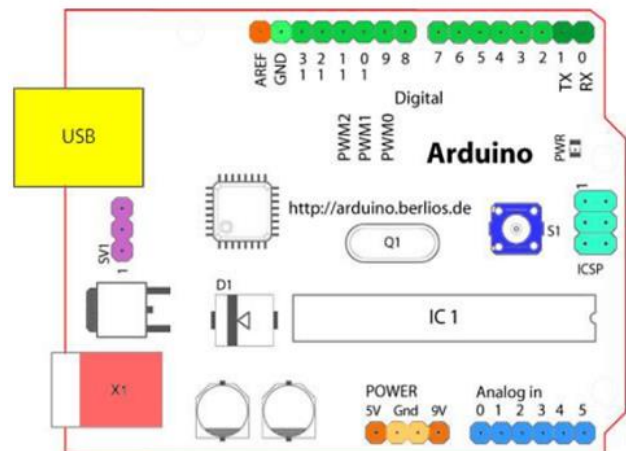 AREF
GND
13
12
11
10
9
8
7
6
5
4
3
2
1
0
TX
RX
Digital
USB
PWM2
PWM1
PWM0
Arduino
PWR
SV1
1
http://arduino.berlios.de
Q1
S1
1
ICSP
D1
IC 1
X1
POWER
5V Gnd 9V
Analog in
0 1 2 3 4 5